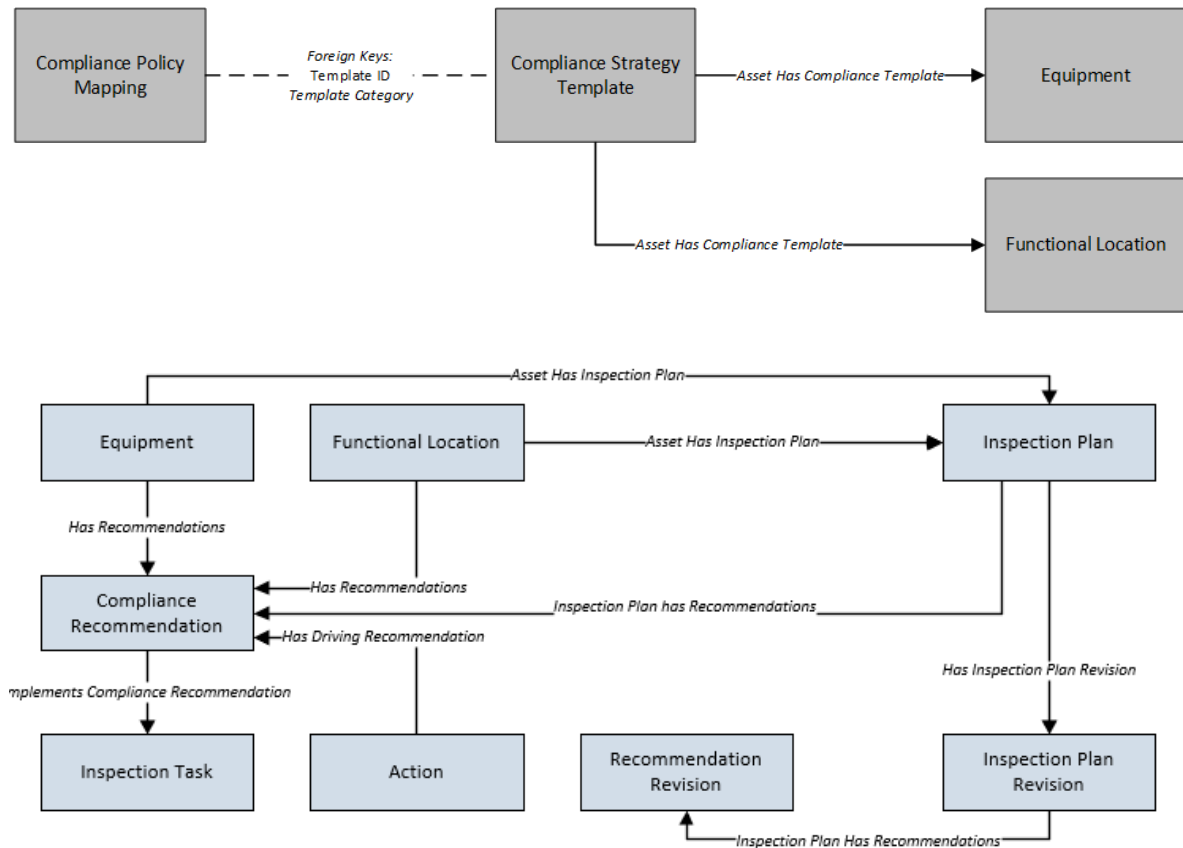 Compliance Policy
Mapping
Foreign Keys:
Template ID
Template Category
Compliance Strategy
Template
Asset Has Compliance Template
Equipment
Asset Has Compliance Template
Functional Location
Asset Has Inspection Plan
Equipment
Functional Location
Asset Has Inspection Plan
Inspection Plan
Has Recommendations
Compliance
Recommendation
Has Recommendations
Inspection Plan has Recommendations
Has Driving Recommendation
Has Inspection Plan Revision
mplements Compliance Recommendation
Inspection Task
Action
Recommendation
Revision
Inspection Plan
Revision
Inspection Plan Has Recommendations